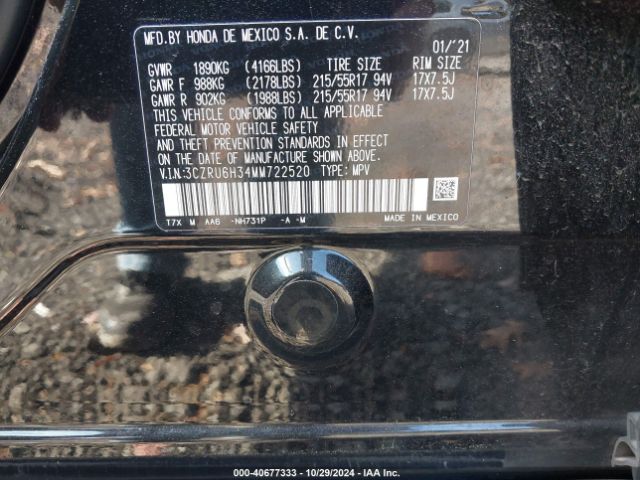 MFD.BY HONDA DE MEXICO S.A. DE C.V. 01/'21
GVWR 1890KG (4166LBS) TIRE SIZE RIM SIZE
GAWR F 988KG (2178LBS) 215/55R17 94V 17X7.5J
GAWR R 902KG (1988LBS) 215/55R17 94V 17X7.5J
THIS VEHICLE CONFORMS TO ALL APPLICABLE
FEDERAL MOTOR VEHICLE SAFETY
AND THEFT PREVENTION STANDARDS IN EFFECT
ON THE DATE OF MANUFACTURE SHOWN ABOVE.
V.I.N:3CZRU6H34MM722520 TYPE: MPV
T7X M AA6 -NH731P -A -M MADE IN MEXICO
000-40677333 - 10/29/2024 - IAA Inc.